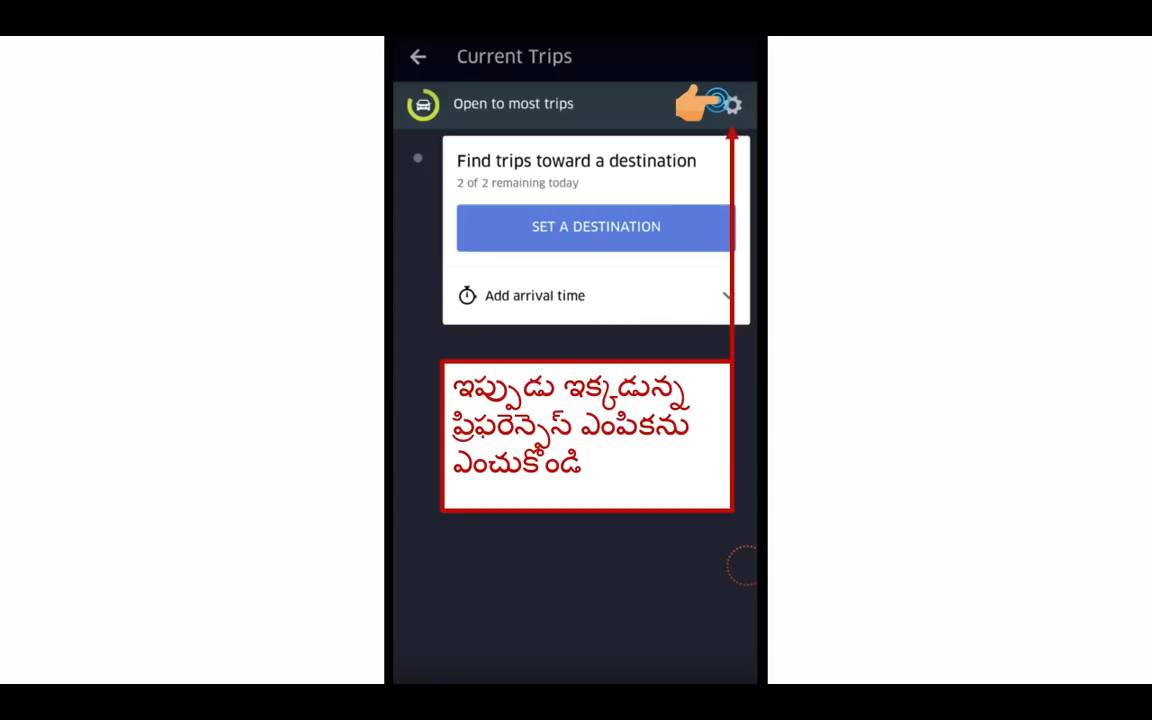 Current Trips
Open to most trips
Find trips toward a destination
2 of 2 remaining today
SET A DESTINATION
Add arrival time
ఇప్పుడు ఇక్కడున్న
ప్రిఫరెన్సెస్ ఎంపికను
ఎంచుకోండి